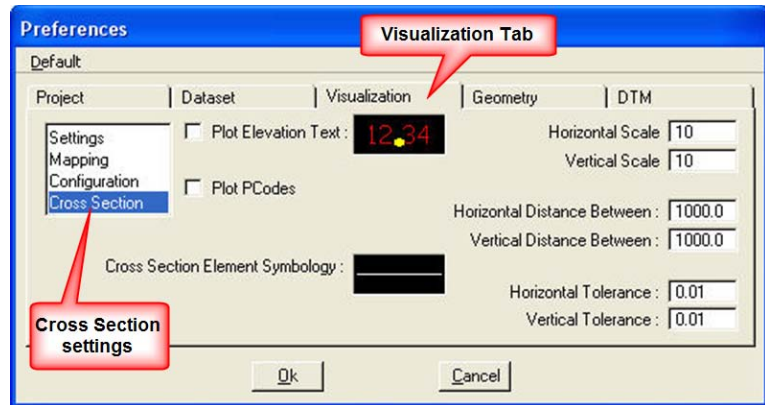 Preferences
Visualization Tab
Default
Project
Dataset
Visualization
Geometry
DTM
Settings
Mapping
Configuration
Cross Section
Plot Elevation Text :
12.34
Plot PCodes
Cross Section Element Symbology :
Horizontal Scale 10
Vertical Scale 10
Horizontal Distance Between : 1000.0
Vertical Distance Between : 1000.0
Horizontal Tolerance : 0.01
Vertical Tolerance : 0.01
Cross Section
settings
Ok
Cancel